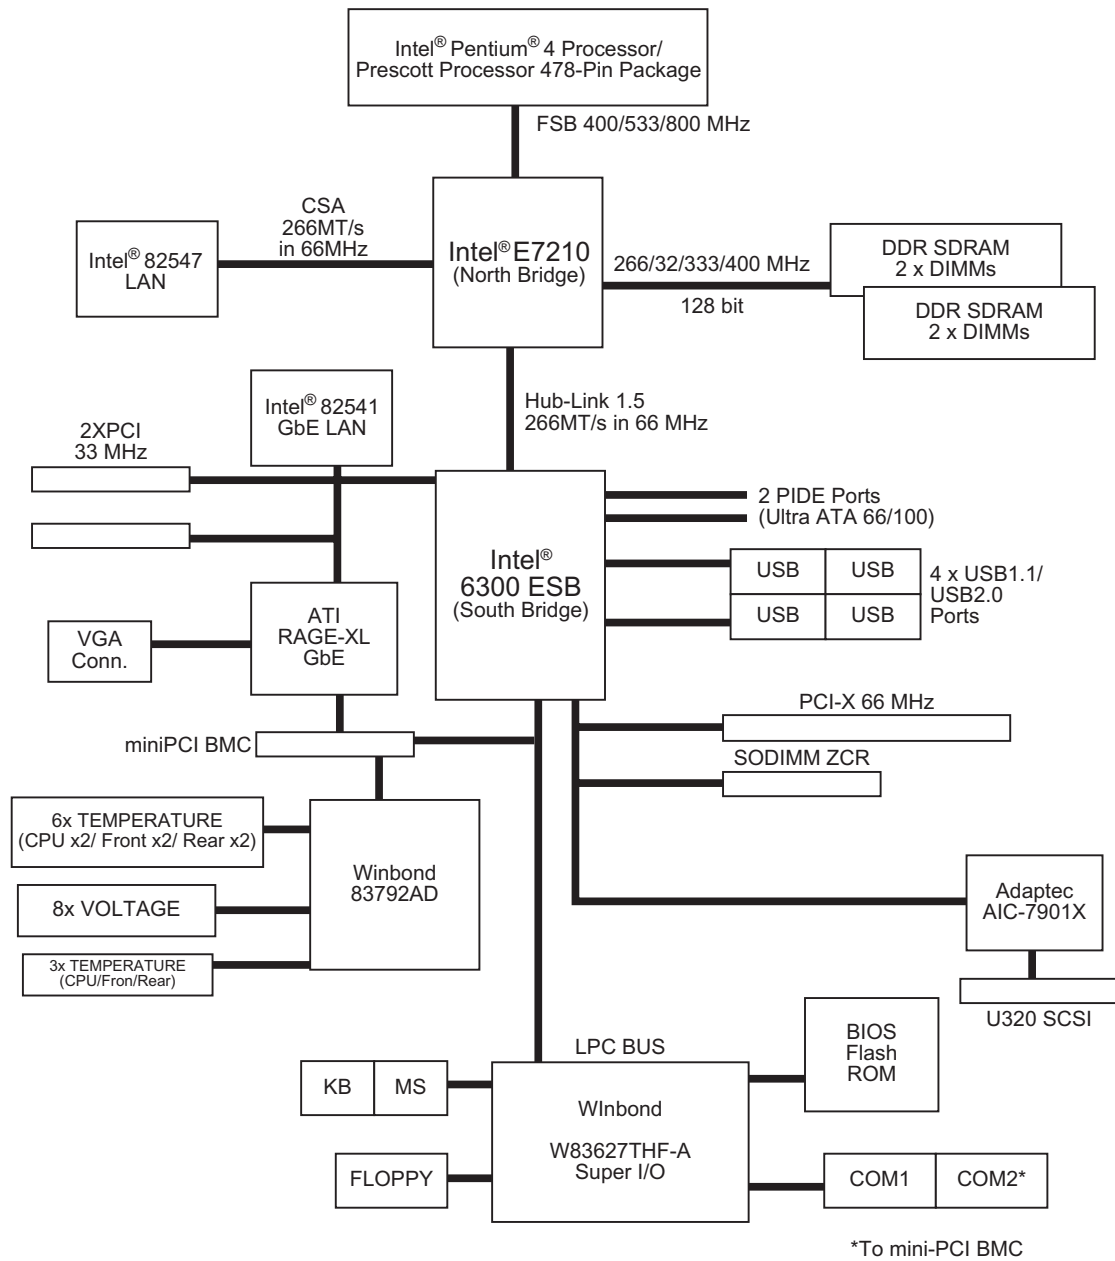 Intel® Pentium® 4 Processor/
Prescott Processor 478-Pin Package
FSB 400/533/800 MHz
CSA
266MT/s
in 66MHz
Intel® 82547
LAN
Intel® E7210
(North Bridge)
266/32/333/400 MHz
128 bit
DDR SDRAM
2 x DIMMs
DDR SDRAM
2 x DIMMs
Intel® 82541
GbE LAN
Hub-Link 1.5
266MT/s in 66 MHz
2XPCI
33 MHz
Intel®
6300 ESB
(South Bridge)
2 PIDE Ports
(Ultra ATA 66/100)
USB
USB
USB
USB
4 x USB1.1/
USB2.0
Ports
VGA
Conn.
ATI
RAGE-XL
GbE
PCI-X 66 MHz
miniPCI BMC
SODIMM ZCR
6x TEMPERATURE
(CPU x2/ Front x2/ Rear x2)
Winbond
83792AD
8x VOLTAGE
3x TEMPERATURE
(CPU/Fron/Rear)
Adaptec
AIC-7901X
U320 SCSI
LPC BUS
BIOS
Flash
ROM
KB
MS
WInbond
W83627THF-A
Super I/O
FLOPPY
COM1
COM2*
*To mini-PCI BMC